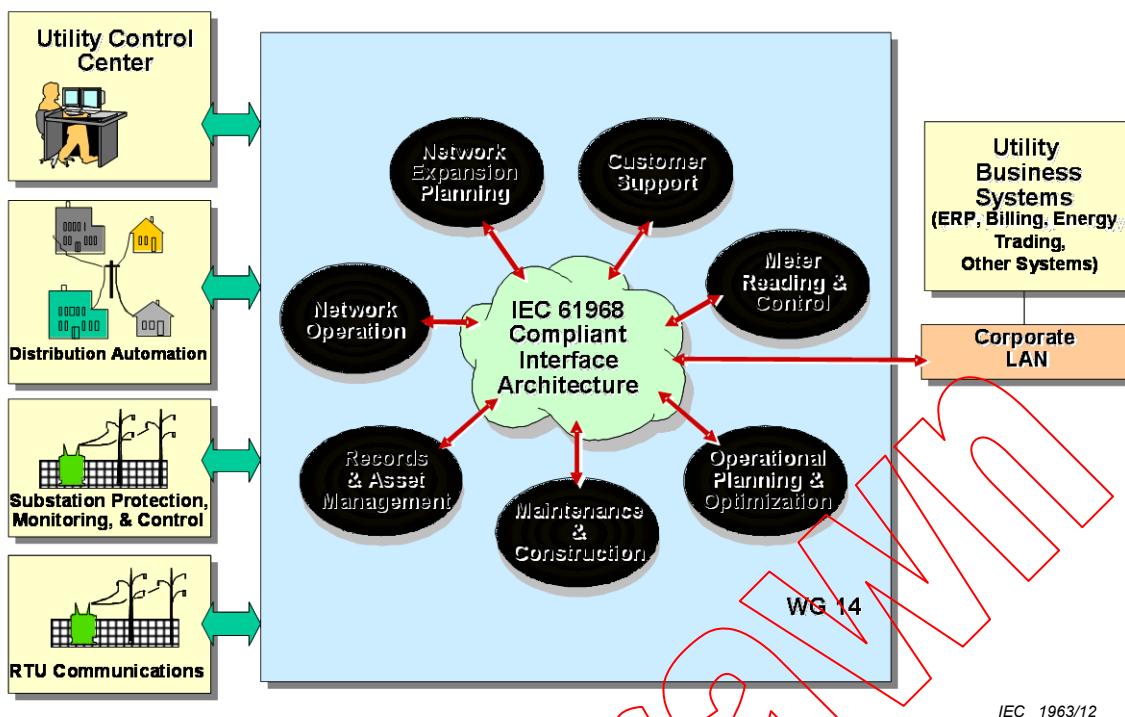 Utility Control
Center
Distribution Automation
Substation Protection,
Monitoring, & Control
RTU Communications
Network
Expansion
Planning
Customer
Support
Network
Operation
IEC 61968
Compliant
Interface
Architecture
Meter
Reading &
Control
Records
& Asset
Management
Maintenance
&
Construction
Operational
Planning &
Optimization
WG 14
Utility
Business
Systems
(ERP, Billing, Energy
Trading,
Other Systems)
Corporate
LAN
IEC 1963/12